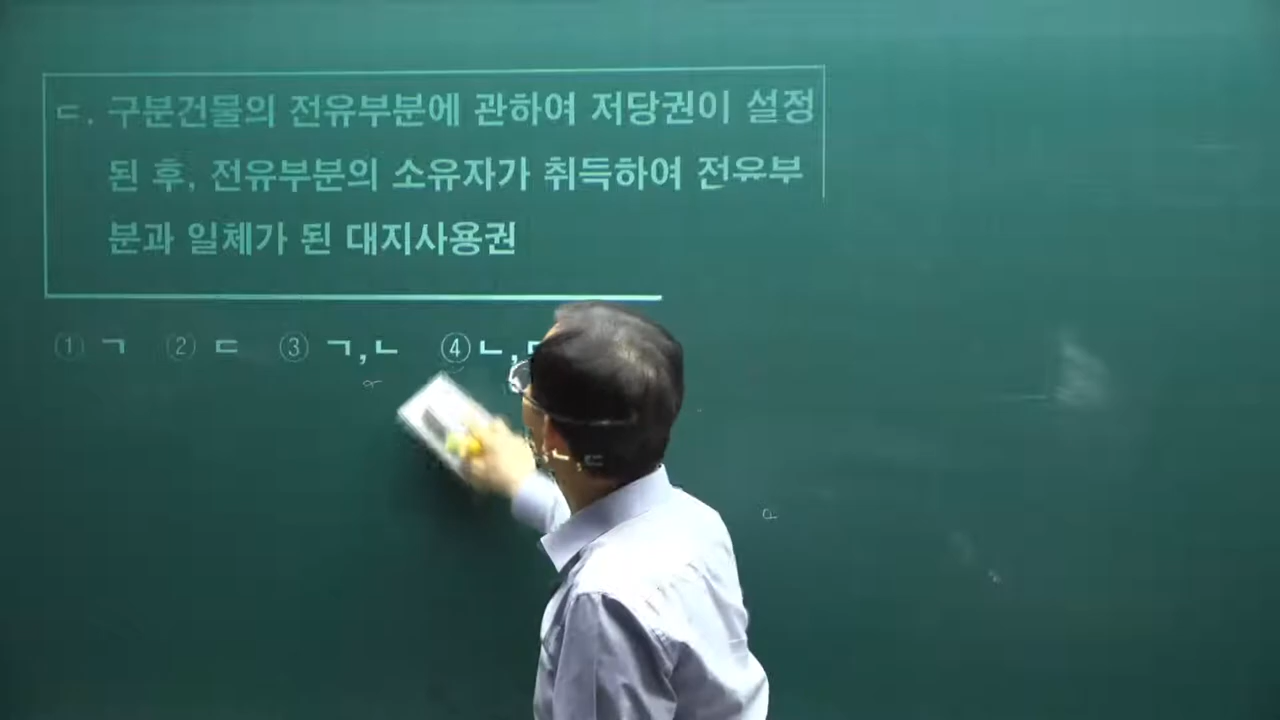 ㄷ. 구분건물의 전유부분에 관하여 저당권이 설정
된 후, 전유부분의 소유자가 취득하여 전유부
분과 일체가 된 대지사용권
① ㄱ ② ㄷ ③ ㄱ,ㄴ ④ ㄴ,